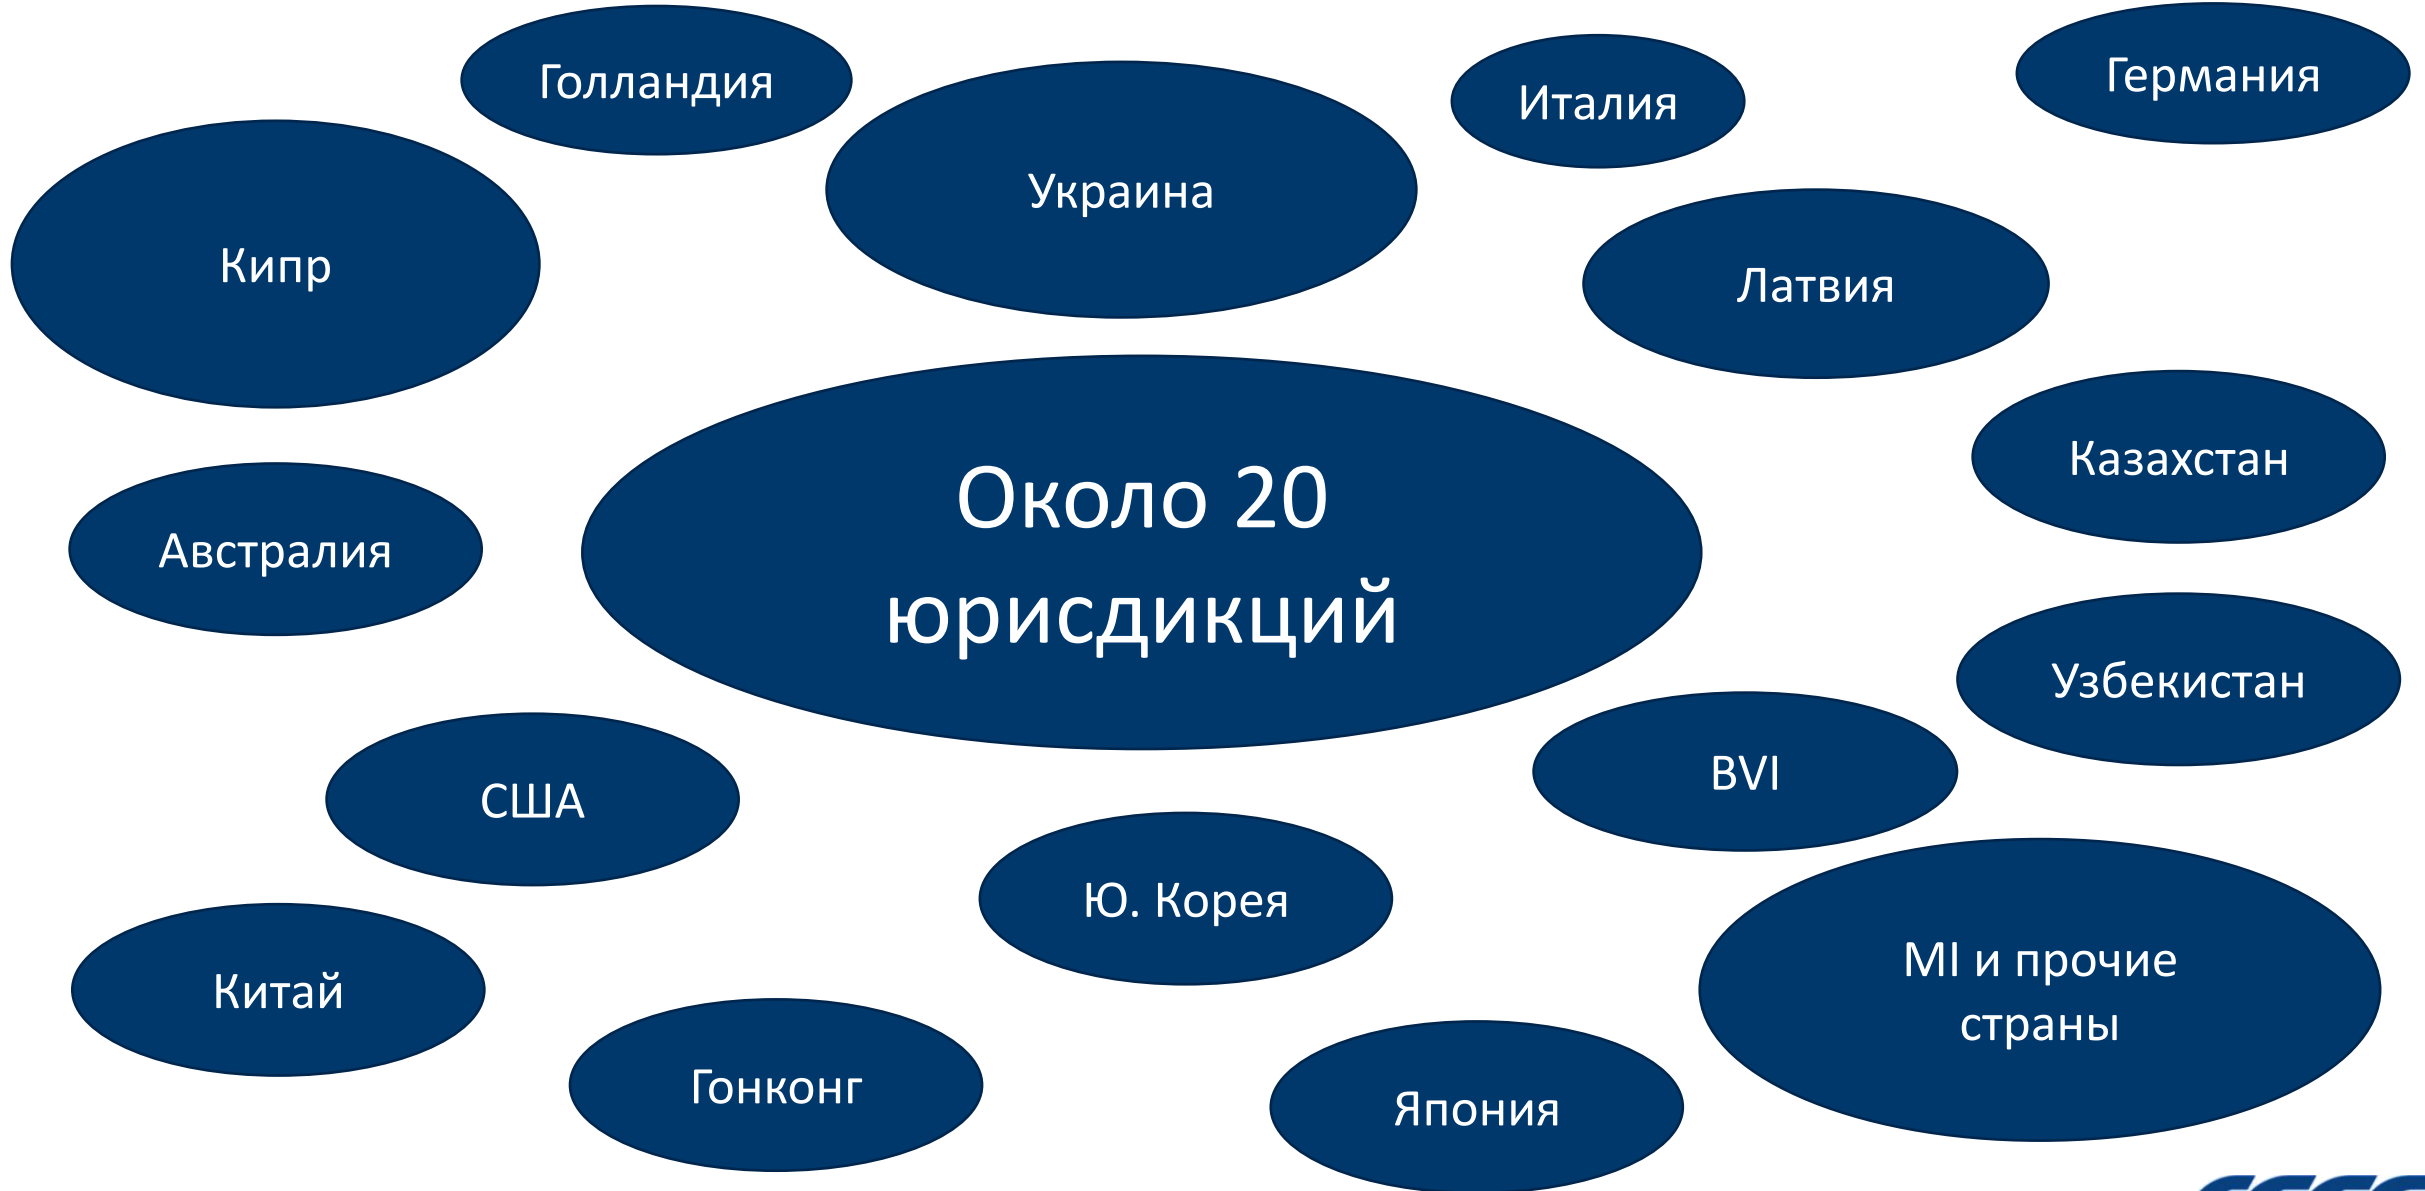 Голландия
Италия
Германия
Украина
Кипр
Латвия
Казахстан
Около 20
юрисдикций
Австралия
Узбекистан
BVI
США
Ю. Корея
MI и прочие
страны
Китай
Гонконг
Япония